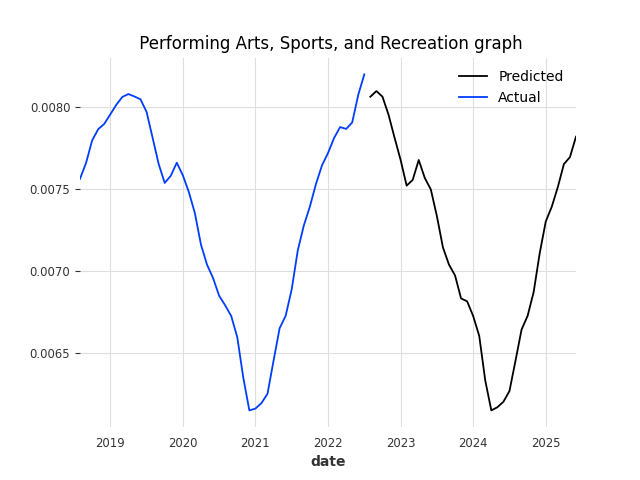 Performing Arts, Sports, and Recreation graph
Predicted
Actual
0.0080
0.0075
0.0070
0.0065
2019 2020 2021 2022 2023 2024 2025
date